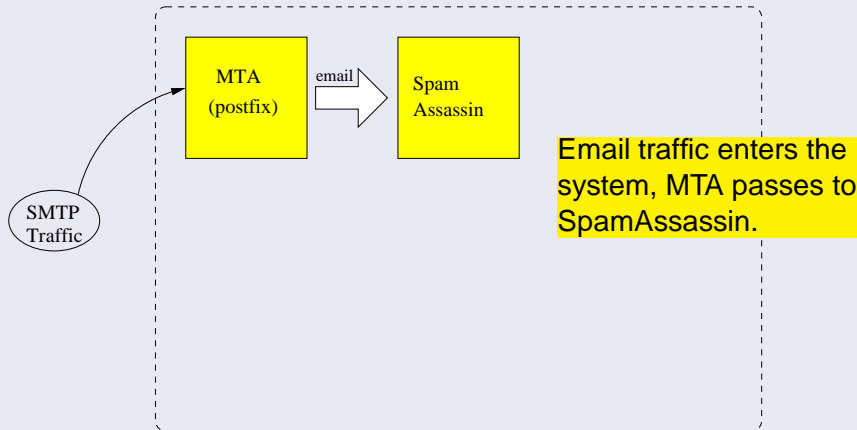 MTA
(postfix)
email
Spam
Assassin
SMTP
Traffic
Email traffic enters the
system, MTA passes to
SpamAssassin.